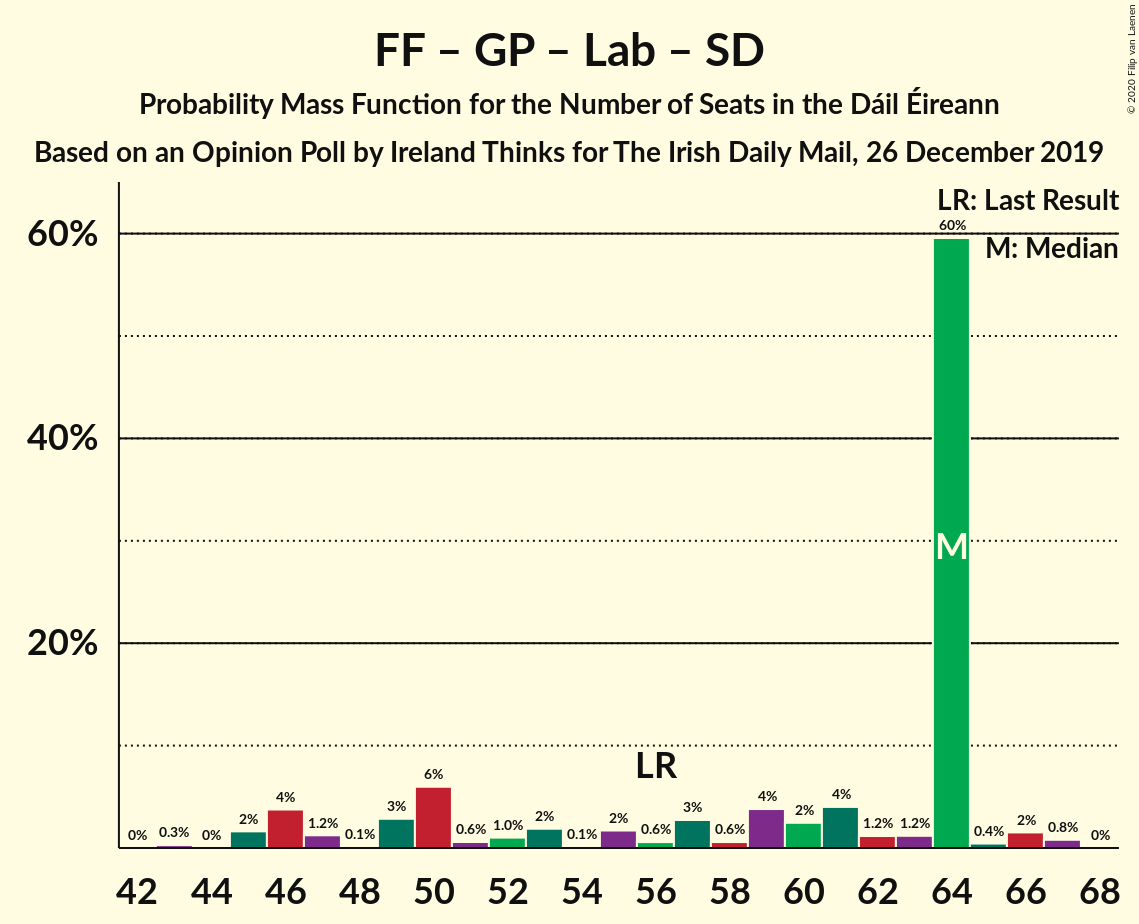 FF – GP – Lab – SD
Probability Mass Function for the Number of Seats in the Dáil Éireann
Based on an Opinion Poll by Ireland Thinks for The Irish Daily Mail, 26 December 2019
© 2020 Filip van Laenen
LR: Last Result
M: Median
60%
40%
20%
0% 0.3% 0% 2% 4% 1.2% 0.1% 3% 6% 0.6% 1.0% 2% 0.1% 2% 0.6% 3% 0.6% 4% 2% 4% 1.2% 1.2% 60% 0.4% 2% 0.8% 0%
LR
M
42 44 46 48 50 52 54 56 58 60 62 64 66 68